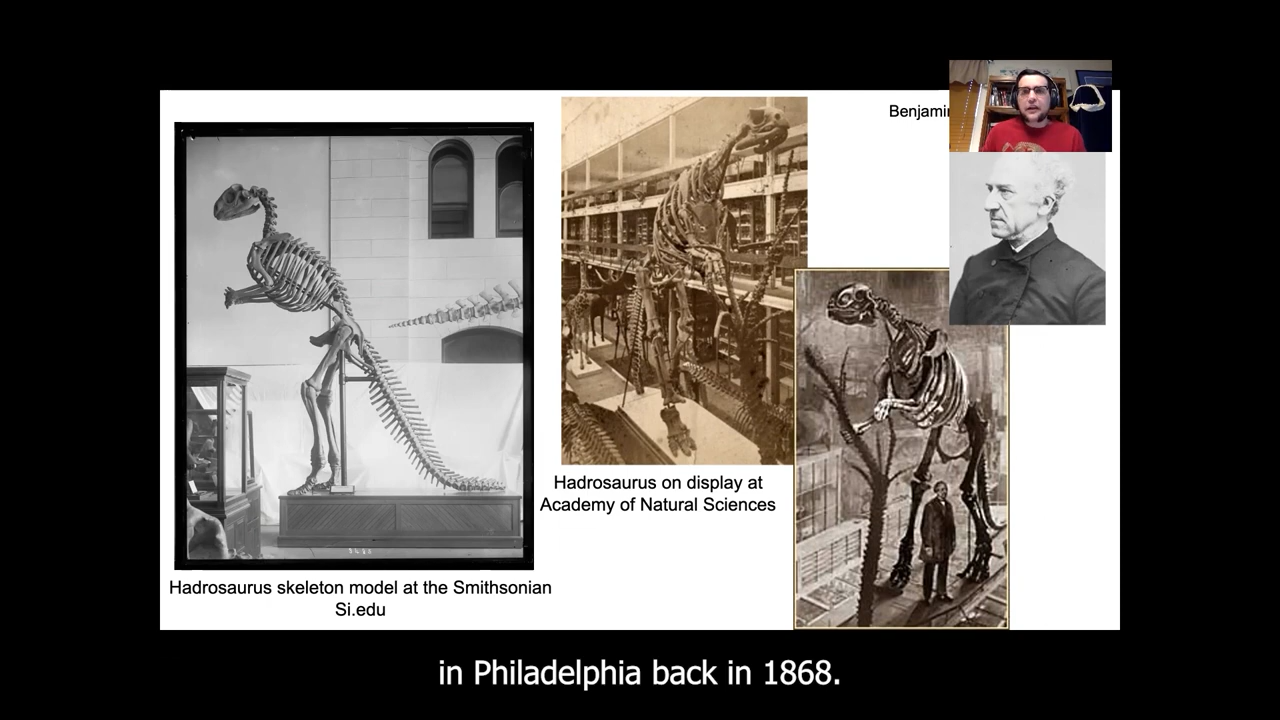 Benjamin
Hadrosaurus on display at
Academy of Natural Sciences
Hadrosaurus skeleton model at the Smithsonian
Si.edu
in Philadelphia back in 1868.